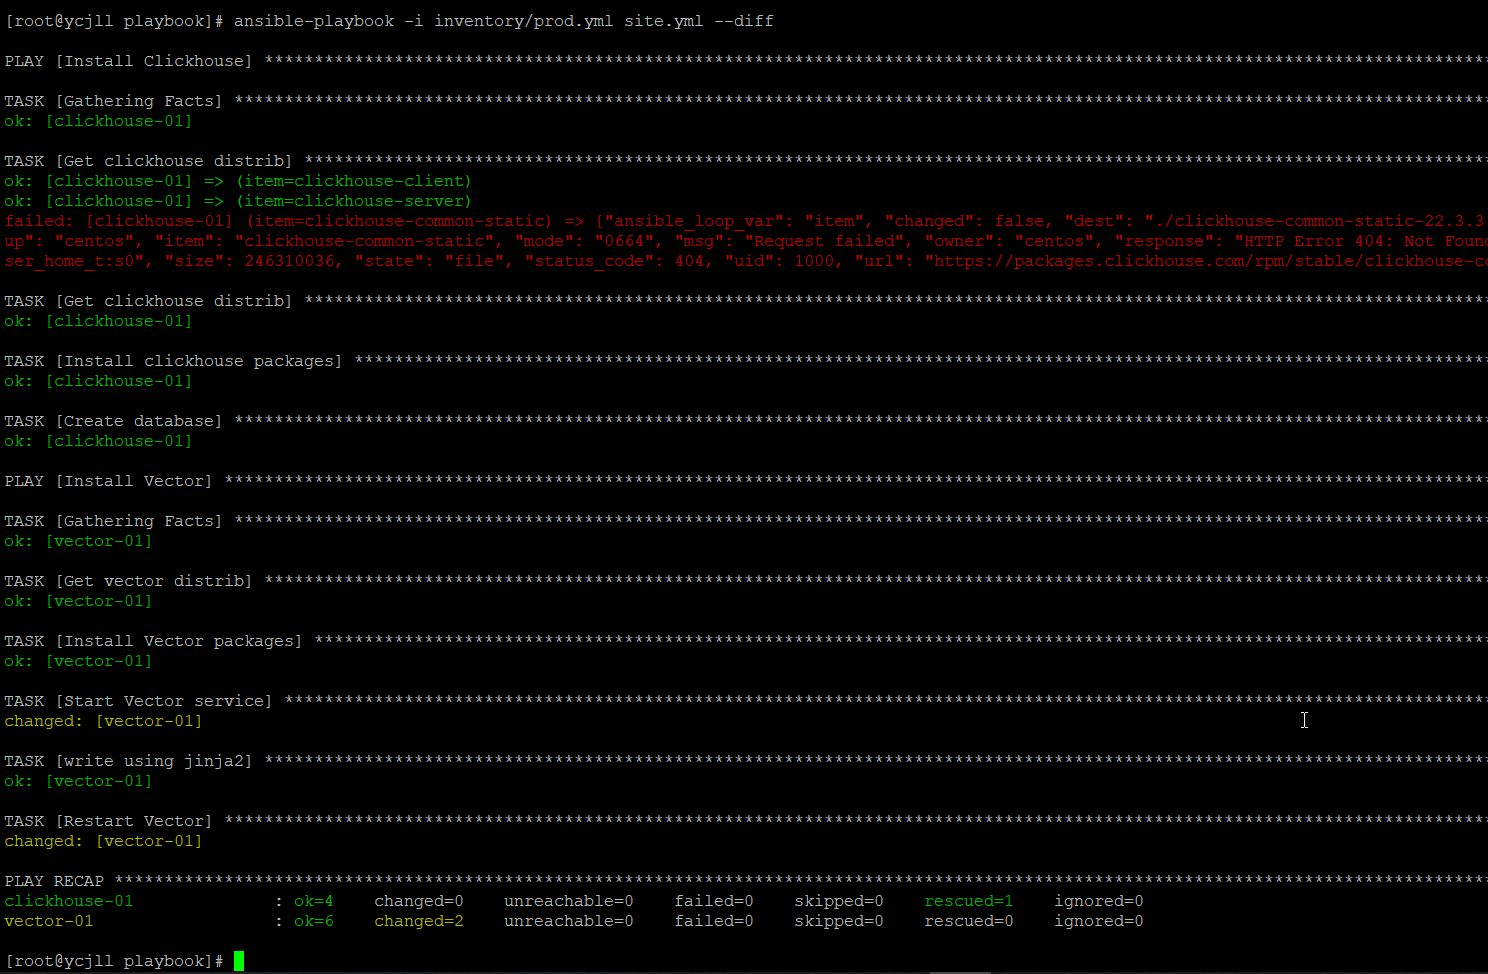 [root@ycjll playbook]# ansible-playbook -i inventory/prod.yml site.yml --diff
PLAY [Install Clickhouse] ***************************************************************************************************************************
TASK [Gathering Facts] ******************************************************************************************************************************
ok: [clickhouse-01]
TASK [Get clickhouse distrib] ***********************************************************************************************************************
ok: [clickhouse-01] => (item=clickhouse-client)
ok: [clickhouse-01] => (item=clickhouse-server)
failed: [clickhouse-01] (item=clickhouse-common-static) => {"ansible_loop_var": "item", "changed": false, "dest": "./clickhouse-common-static-22.3.3
up": "centos", "item": "clickhouse-common-static", "mode": "0664", "msg": "Request failed", "owner": "centos", "response": "HTTP Error 404: Not Foun
ser_home_t:s0", "size": 246310036, "state": "file", "status_code": 404, "uid": 1000, "url": "https://packages.clickhouse.com/rpm/stable/clickhouse-c
TASK [Get clickhouse distrib] ***********************************************************************************************************************
ok: [clickhouse-01]
TASK [Install clickhouse packages] ******************************************************************************************************************
ok: [clickhouse-01]
TASK [Create database] ******************************************************************************************************************************
ok: [clickhouse-01]
PLAY [Install Vector] *******************************************************************************************************************************
TASK [Gathering Facts] ******************************************************************************************************************************
ok: [vector-01]
TASK [Get vector distrib] ***************************************************************************************************************************
ok: [vector-01]
TASK [Install Vector packages] **********************************************************************************************************************
ok: [vector-01]
TASK [Start Vector service] *************************************************************************************************************************
changed: [vector-01]
TASK [write using jinja2] ***************************************************************************************************************************
ok: [vector-01]
TASK [Restart Vector] *******************************************************************************************************************************
changed: [vector-01]
PLAY RECAP ******************************************************************************************************************************************
clickhouse-01              : ok=4    changed=0    unreachable=0    failed=0    skipped=0    rescued=1    ignored=0
vector-01                  : ok=6    changed=2    unreachable=0    failed=0    skipped=0    rescued=0    ignored=0
[root@ycjll playbook]#